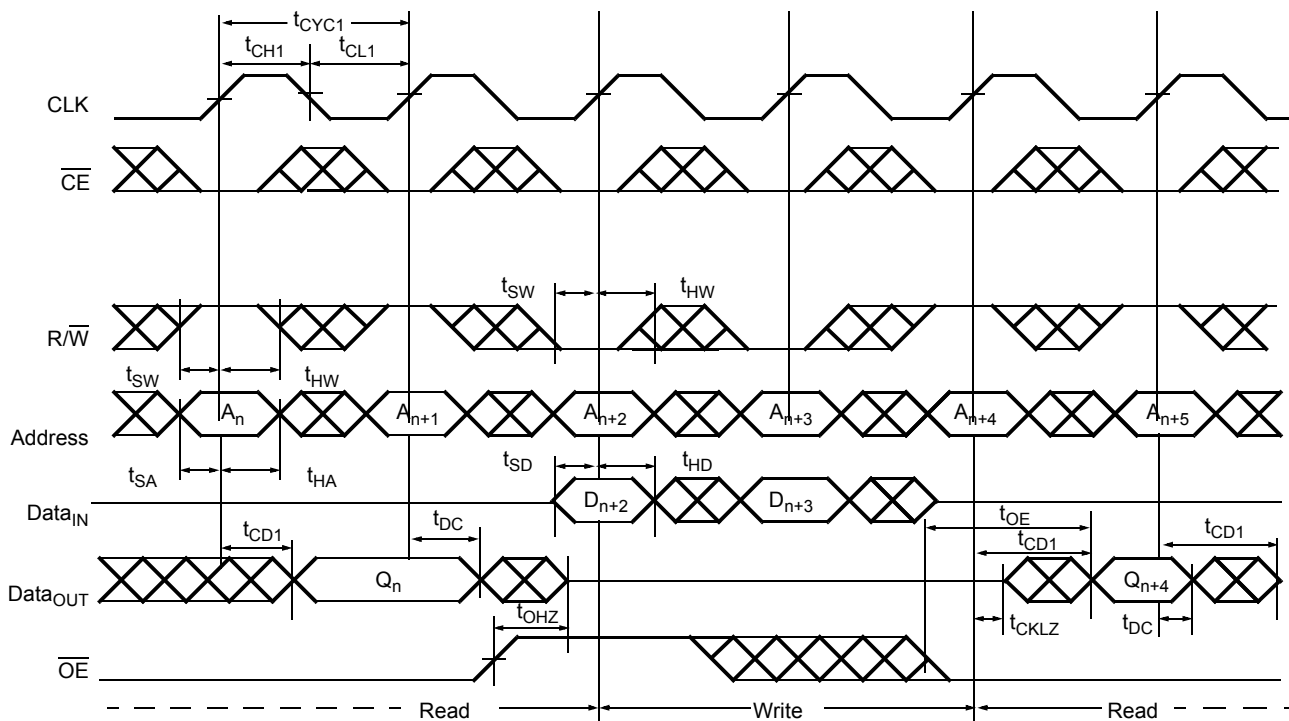 tCYC1
tCH1 tCL1
CLK
CE
tSW tHW
R/W
tSW tHW
An An+1 An+2 An+3 An+4 An+5
Address
tSA tHA tSD tHD
DataIN Dn+2 Dn+3
tOE
tCD1 tDC tCD1 tCD1
Qn Qn+4
DataOUT
tOHZ tCKLZ tDC
OE
Read Write Read